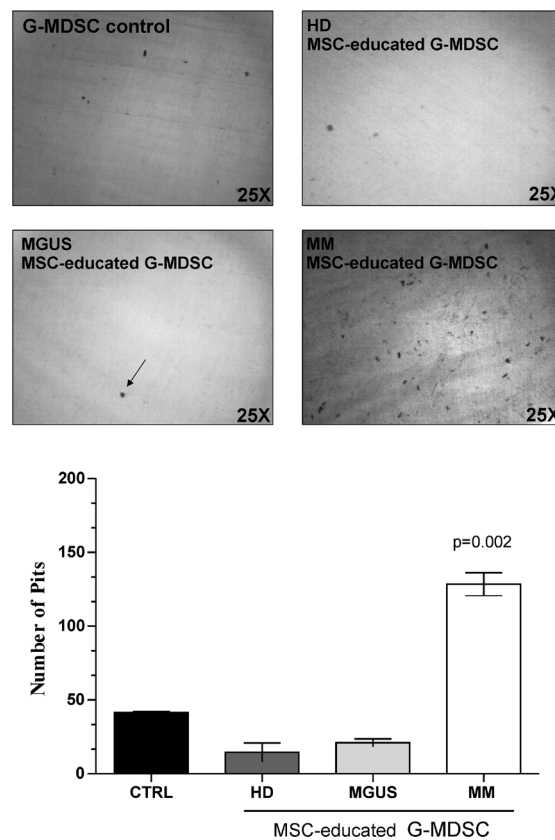 G-MDSC control
25X
HD
MSC-educated G-MDSC
25X
MGUS
MSC-educated G-MDSC
25X
MM
MSC-educated G-MDSC
25X
200
150
100
50
0
Number of Pits
p=0.002
CTRL HD MGUS MM
MSC-educated G-MDSC